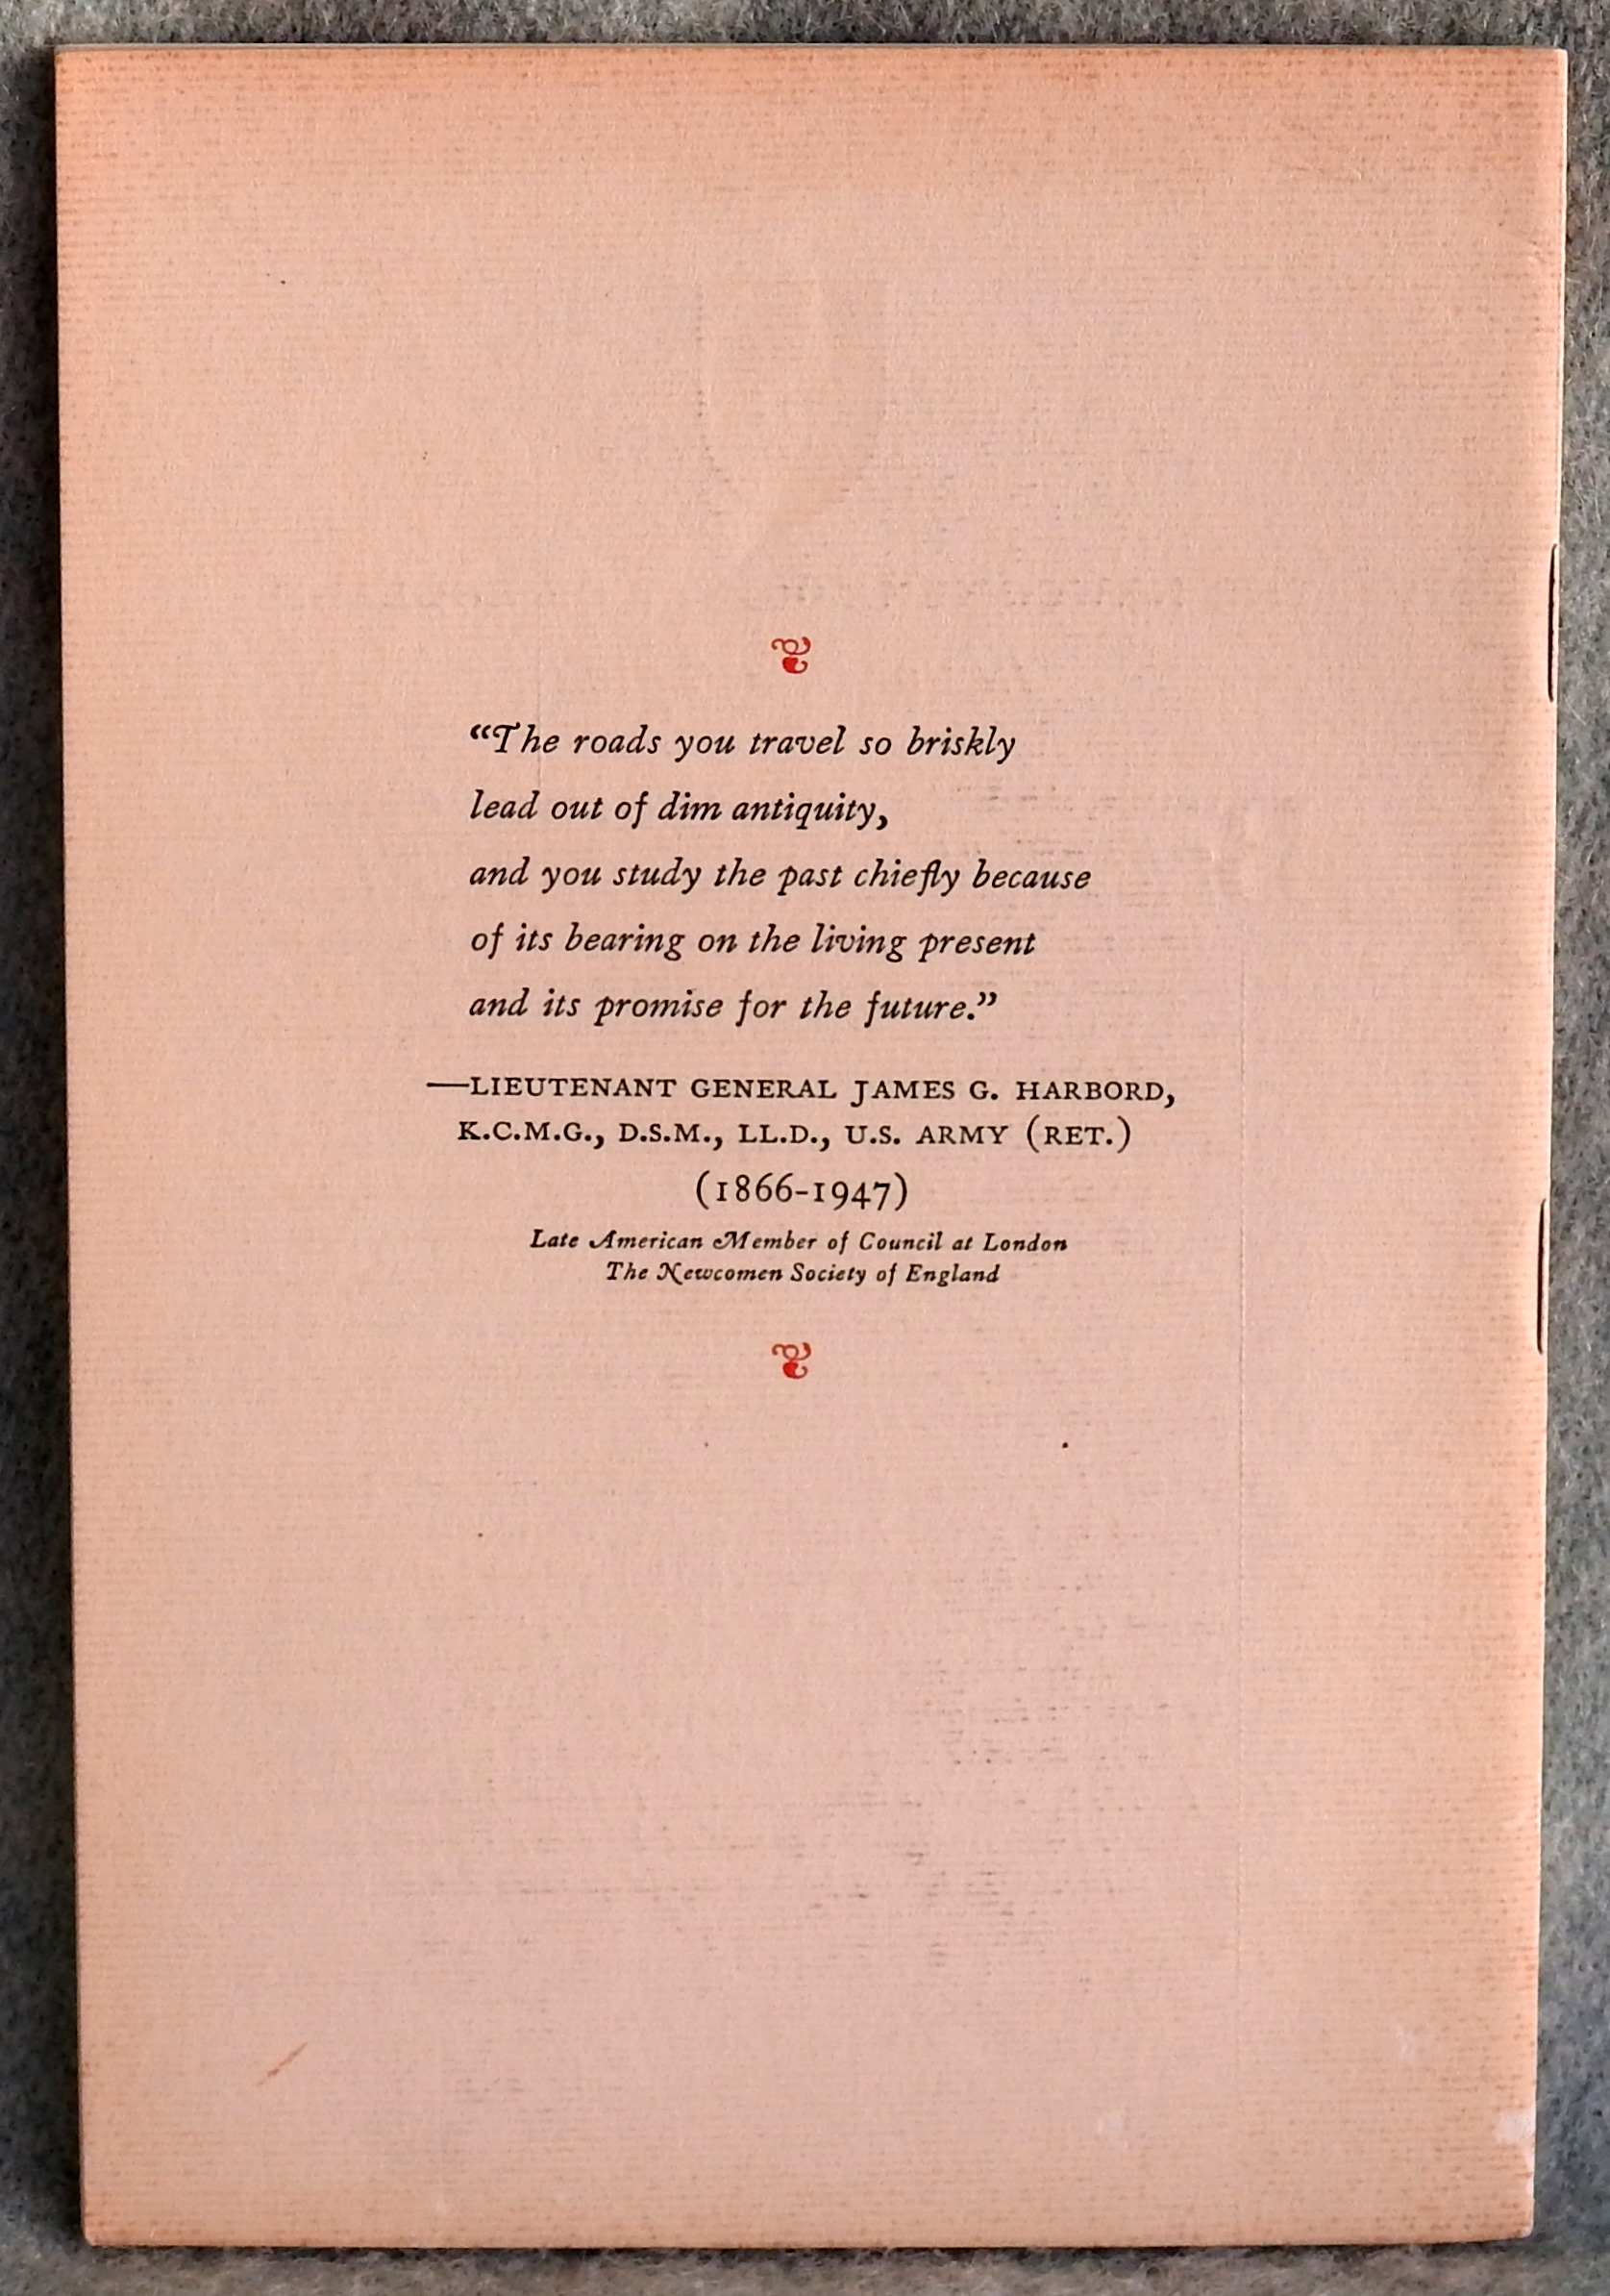 “The roads you travel so briskly
lead out of dim antiquity,
and you study the past chiefly because
of its bearing on the living present
and its promise for the future.”
—LIEUTENANT GENERAL JAMES G. HARBORD,
K.C.M.G., D.S.M., LL.D., U.S. ARMY (RET.)
(1866-1947)
Late American Member of Council at London
The Newcomen Society of England